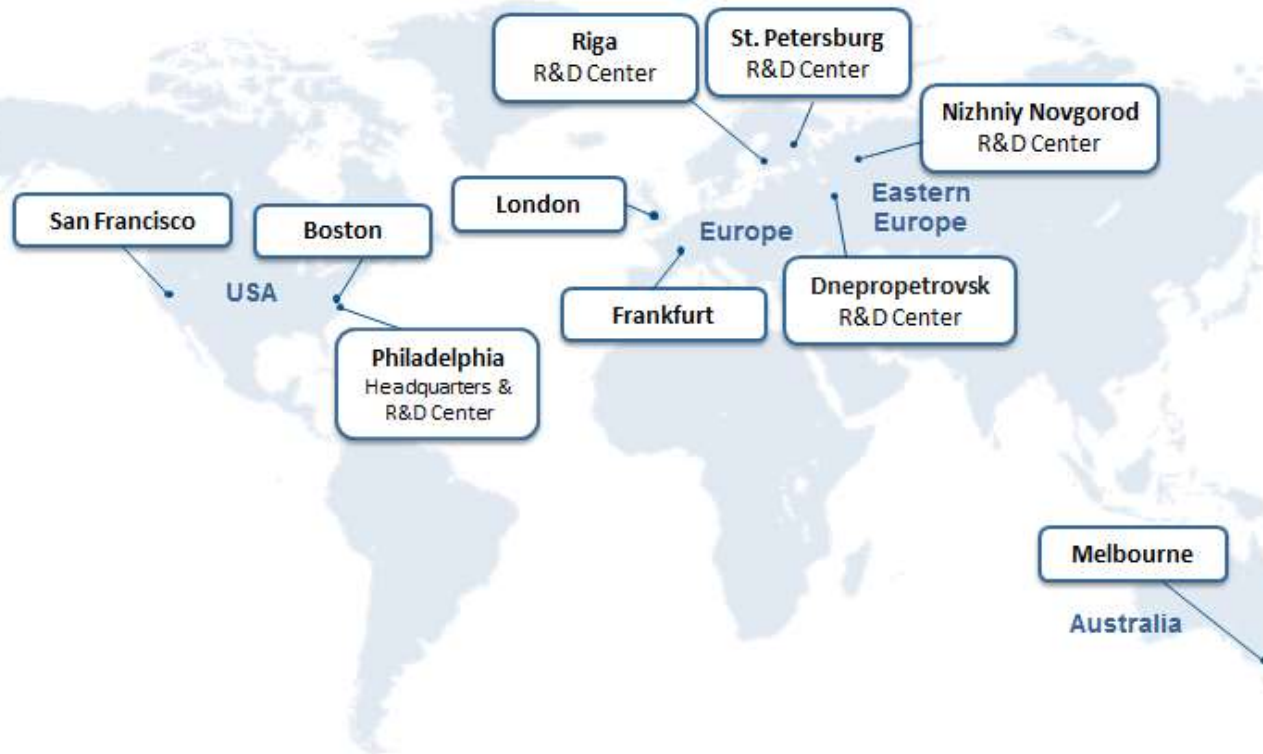 Riga
R&D Center
St. Petersburg
R&D Center
Nizhniy Novgorod
R&D Center
San Francisco
Boston
London
Europe
Eastern
Europe
USA
Frankfurt
Dnepropetrovsk
R&D Center
Philadelphia
Headquarters &
R&D Center
Melbourne
Australia